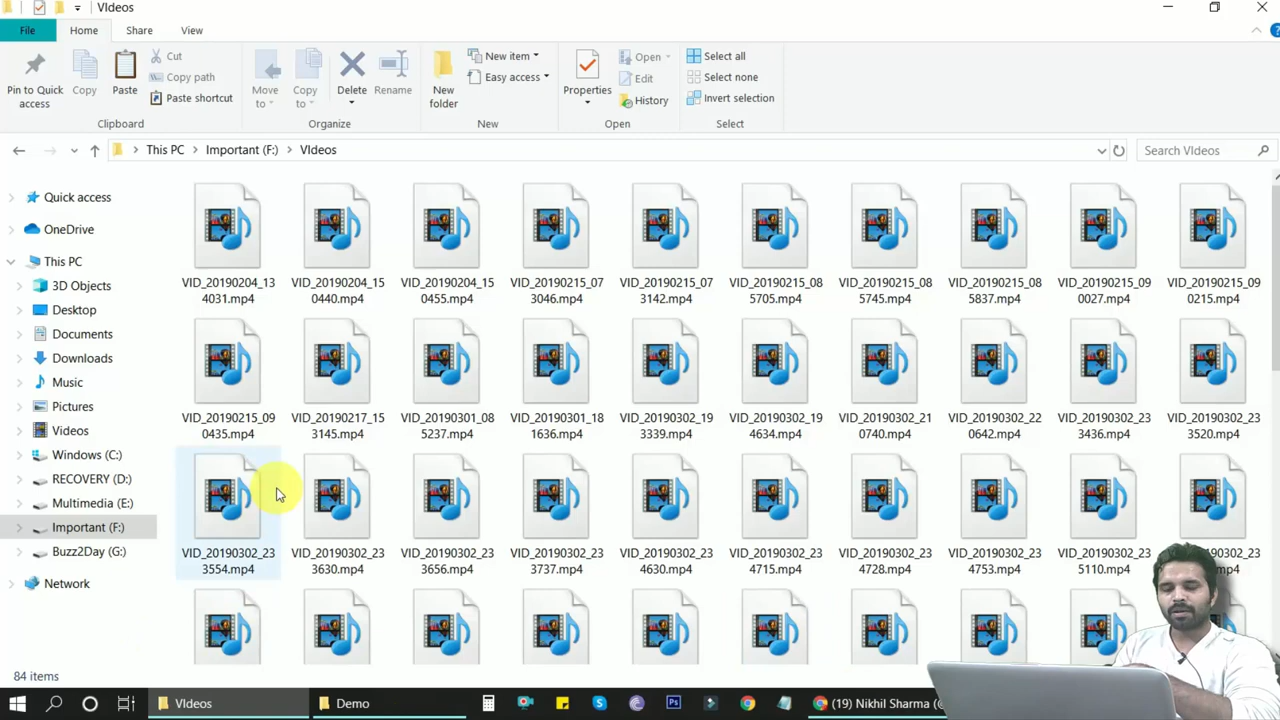 VIdeos
File Home Share View
Pin to Quick access
Copy
Paste
Cut
Copy path
Paste shortcut
Clipboard
Move to
Copy to
Delete
Rename
Organize
New folder
New item
Easy access
New
Properties
Open
Edit
History
Open
Select all
Select none
Invert selection
Select
This PC Important (F:) VIdeos
Search VIdeos
Quick access
OneDrive
This PC
3D Objects
Desktop
Documents
Downloads
Music
Pictures
Videos
Windows (C:)
RECOVERY (D:)
Multimedia (E:)
Important (F:)
Buzz2Day (G:)
Network
VID_20190204_13 VID_20190204_15 VID_20190204_15 VID_20190215_07 VID_20190215_07 VID_20190215_08 VID_20190215_08 VID_20190215_08 VID_20190215_09 VID_20190215_09
4031.mp4 0440.mp4 0455.mp4 3046.mp4 3142.mp4 5705.mp4 5745.mp4 5837.mp4 0027.mp4 0215.mp4
VID_20190215_09 VID_20190217_15 VID_20190301_08 VID_20190301_18 VID_20190302_19 VID_20190302_19 VID_20190302_21 VID_20190302_22 VID_20190302_23 VID_20190302_23
0435.mp4 3145.mp4 5237.mp4 1636.mp4 3339.mp4 4634.mp4 0740.mp4 0642.mp4 3436.mp4 3520.mp4
VID_20190302_23 VID_20190302_23 VID_20190302_23 VID_20190302_23 VID_20190302_23 VID_20190302_23 VID_20190302_23 VID_20190302_23 VID_20190302_23
3554.mp4 3630.mp4 3656.mp4 3737.mp4 4630.mp4 4715.mp4 4728.mp4 4753.mp4 5110.mp4
84 items
VIdeos
Demo
(19) Nikhil Sharma